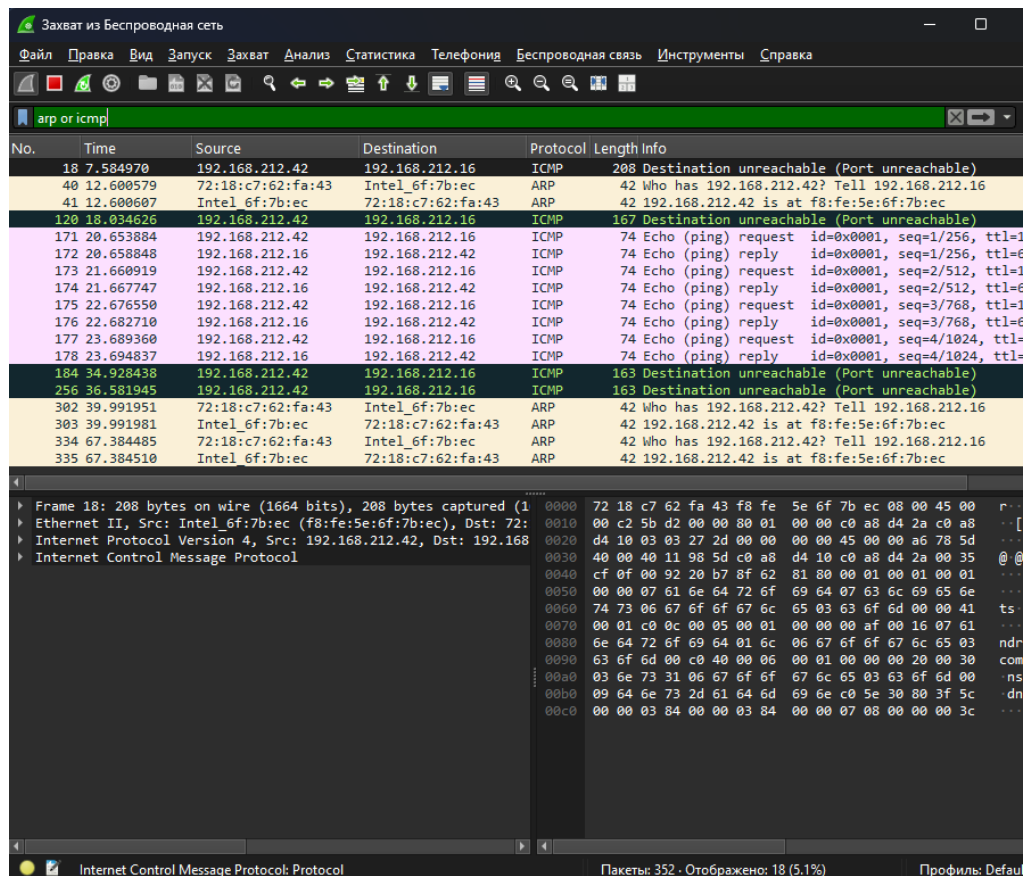 Захват из Беспроводная сеть
Файл Правка Вид Запуск Захват Анализ Статистика Телефония Беспроводная связь Инструменты Справка
arp or icmp
No. Time Source Destination Protocol Length Info
18 7.584970 192.168.212.42 192.168.212.16 ICMP 208 Destination unreachable (Port unreachable)
40 12.600579 72:18:c7:62:fa:43 Intel_6f:7b:ec ARP 42 Who has 192.168.212.42? Tell 192.168.212.16
41 12.600607 Intel_6f:7b:ec 72:18:c7:62:fa:43 ARP 42 192.168.212.42 is at f8:fe:5e:6f:7b:ec
120 18.034626 192.168.212.42 192.168.212.16 ICMP 167 Destination unreachable (Port unreachable)
171 20.653884 192.168.212.42 192.168.212.16 ICMP 74 Echo (ping) request id=0x0001, seq=1/256, ttl=1
172 20.658848 192.168.212.16 192.168.212.42 ICMP 74 Echo (ping) reply id=0x0001, seq=1/256, ttl=6
173 21.660919 192.168.212.42 192.168.212.16 ICMP 74 Echo (ping) request id=0x0001, seq=2/512, ttl=1
174 21.667747 192.168.212.16 192.168.212.42 ICMP 74 Echo (ping) reply id=0x0001, seq=2/512, ttl=6
175 22.676550 192.168.212.42 192.168.212.16 ICMP 74 Echo (ping) request id=0x0001, seq=3/768, ttl=1
176 22.682710 192.168.212.16 192.168.212.42 ICMP 74 Echo (ping) reply id=0x0001, seq=3/768, ttl=6
177 23.689360 192.168.212.42 192.168.212.16 ICMP 74 Echo (ping) request id=0x0001, seq=4/1024, ttl=
178 23.694837 192.168.212.16 192.168.212.42 ICMP 74 Echo (ping) reply id=0x0001, seq=4/1024, ttl=
184 34.928438 192.168.212.42 192.168.212.16 ICMP 163 Destination unreachable (Port unreachable)
256 36.581945 192.168.212.42 192.168.212.16 ICMP 163 Destination unreachable (Port unreachable)
302 39.991951 72:18:c7:62:fa:43 Intel_6f:7b:ec ARP 42 Who has 192.168.212.42? Tell 192.168.212.16
303 39.991981 Intel_6f:7b:ec 72:18:c7:62:fa:43 ARP 42 192.168.212.42 is at f8:fe:5e:6f:7b:ec
334 67.384485 72:18:c7:62:fa:43 Intel_6f:7b:ec ARP 42 Who has 192.168.212.42? Tell 192.168.212.16
335 67.384510 Intel_6f:7b:ec 72:18:c7:62:fa:43 ARP 42 192.168.212.42 is at f8:fe:5e:6f:7b:ec
Frame 18: 208 bytes on wire (1664 bits), 208 bytes captured (1
Ethernet II, Src: Intel_6f:7b:ec (f8:fe:5e:6f:7b:ec), Dst: 72:
Internet Protocol Version 4, Src: 192.168.212.42, Dst: 192.168
Internet Control Message Protocol
0000 72 18 c7 62 fa 43 f8 fe 5e 6f 7b ec 08 00 45 00 r··
0010 00 c2 5b d2 00 00 80 01 00 00 c0 a8 d4 2a c0 a8 ··[
0020 d4 10 03 03 27 2d 00 00 00 00 45 00 00 a6 78 5d ···
0030 40 00 40 11 98 5d c0 a8 d4 10 c0 a8 d4 2a 00 35 @·@
0040 cf 0f 00 92 20 b7 8f 62 81 80 00 01 00 01 00 01 ···
0050 00 00 07 61 6e 64 72 6f 69 64 07 63 6c 69 65 6e ···
0060 74 73 06 67 6f 6f 67 6c 65 03 63 6f 6d 00 00 41 ts·
0070 00 01 c0 0c 00 05 00 01 00 00 00 af 00 16 07 61 ···
0080 6e 64 72 6f 69 64 01 6c 06 67 6f 6f 67 6c 65 03 ndr
0090 63 6f 6d 00 c0 40 00 06 00 01 00 00 00 20 00 30 com
00a0 03 6e 73 31 06 67 6f 6f 67 6c 65 03 63 6f 6d 00 ·ns
00b0 09 64 6e 73 2d 61 64 6d 69 6e c0 5e 30 80 3f 5c ·dn
00c0 00 00 03 84 00 00 03 84 00 00 07 08 00 00 00 3c ···
Internet Control Message Protocol: Protocol Пакеты: 352 · Отображено: 18 (5.1%) Профиль: Defaul